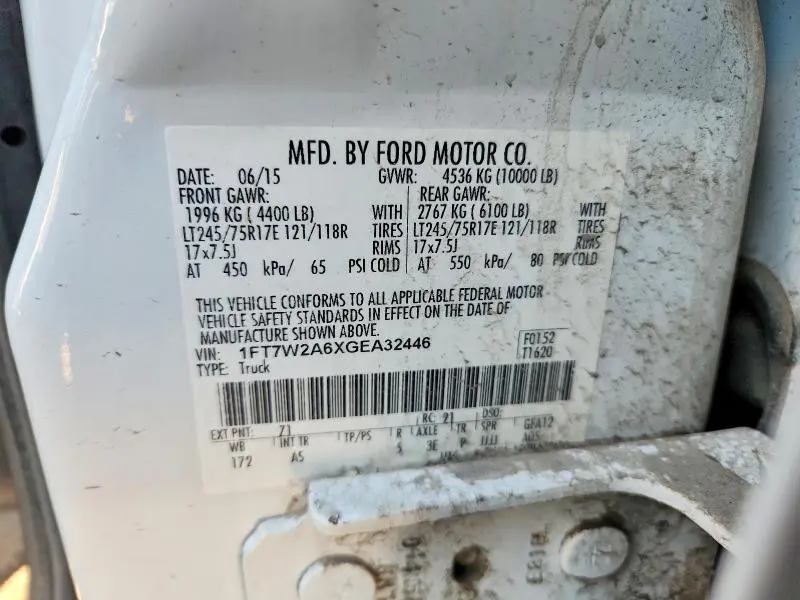 MFD. BY FORD MOTOR CO.
DATE: 06/15 GVWR: 4536 KG (10000 LB)
FRONT GAWR: REAR GAWR:
1996 KG ( 4400 LB) WITH 2767 KG ( 6100 LB) WITH
LT245/75R17E 121/118R TIRES LT245/75R17E 121/118R TIRES
17x7.5J RIMS 17x7.5J RIMS
AT 450 kPa/ 65 PSI COLD AT 550 kPa/ 80 PSI COLD
THIS VEHICLE CONFORMS TO ALL APPLICABLE FEDERAL MOTOR
VEHICLE SAFETY STANDARDS IN EFFECT ON THE DATE OF
MANUFACTURE SHOWN ABOVE.
VIN: 1FT7W2A6XGEA32446 F0152
TYPE: Truck T1620
EXT PNT: Z1 RC: 21 DSO:
WB INT TR TP/PS R AXLE TR SPR GFA12
172 AS 5 3E P JJJJ